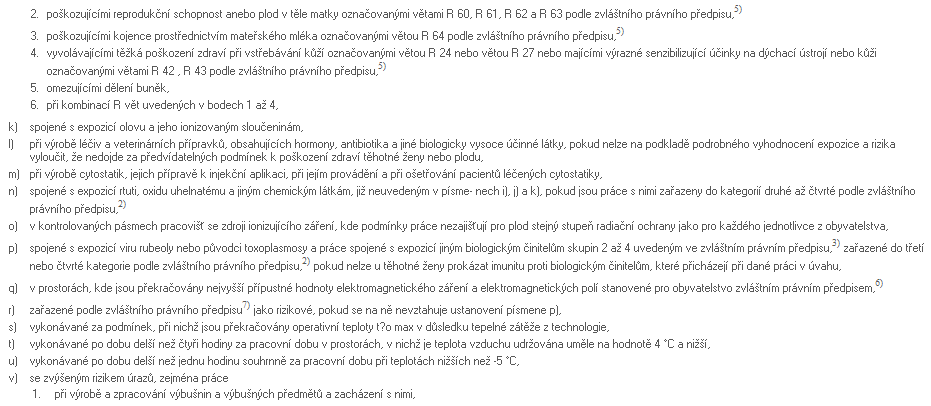 2. poškozujícími reprodukční schopnost anebo plod v těle matky označovanými větami R 60, R 61, R 62 a R 63 podle zvláštního právního předpisu,5)
3. poškozujícími kojence prostřednictvím mateřského mléka označovanými větou R 64 podle zvláštního právního předpisu,5)
4. vyvolávajícími těžká poškození zdraví při vstřebávání kůží označovanými větou R 24 nebo větou R 27 nebo majícími výrazné senzibilizující účinky na dýchací ústrojí nebo kůži
označovanými větami R 42 , R 43 podle zvláštního právního předpisu,5)
5. omezujícími dělení buněk,
6. při kombinací R vět uvedených v bodech 1 až 4,
k) spojené s expozicí olovu a jeho ionizovaným sloučeninám,
l) při výrobě léčiv a veterinárních přípravků, obsahujících hormony, antibiotika a jiné biologicky vysoce účinné látky, pokud nelze na podkladě podrobného vyhodnocení expozice a rizika
vyloučit, že nedojde za předvídatelných podmínek k poškození zdraví těhotné ženy nebo plodu,
m) při výrobě cytostatik, jejich přípravě k injekční aplikaci, při jejím provádění a při ošetřování pacientů léčených cytostatiky,
n) spojené s expozicí rtuti, oxidu uhelnatému a jiným chemickým látkám, již neuvedeným v písme- nech i), j) a k), pokud jsou práce s nimi zařazeny do kategorií druhé až čtvrté podle zvláštního
právního předpisu,2)
o) v kontrolovaných pásmech pracovišť se zdroji ionizujícího záření, kde podmínky práce nezajišťují pro plod stejný stupeň radiační ochrany jako pro každého jednotlivce z obyvatelstva,
p) spojené s expozicí viru rubeoly nebo původci toxoplasmosy a práce spojené s expozicí jiným biologickým činitelům skupin 2 až 4 uvedeným ve zvláštním právním předpisu,3) zařazené do třetí
nebo čtvrté kategorie podle zvláštního právního předpisu,2) pokud nelze u těhotné ženy prokázat imunitu proti biologickým činitelům, které přicházejí při dané práci v úvahu,
q) v prostorách, kde jsou překračovány nejvyšší přípustné hodnoty elektromagnetického záření a elektromagnetických polí stanovené pro obyvatelstvo zvláštním právním předpisem,6)
r) zařazené podle zvláštního právního předpisu7) jako rizikové, pokud se na ně nevztahuje ustanovení písmene p),
s) vykonávané za podmínek, při nichž jsou překračovány operativní teploty t?o max v důsledku tepelné zátěže z technologie,
t) vykonávané po dobu delší než čtyři hodiny za pracovní dobu v prostorách, v nichž je teplota vzduchu udržována uměle na hodnotě 4 °C a nižší,
u) vykonávané po dobu delší než jednu hodinu souhrnně za pracovní dobu při teplotách nižších než -5 °C,
v) se zvýšeným rizikem úrazů, zejména práce
1. při výrobě a zpracování výbušnin a výbušných předmětů a zacházení s nimi,